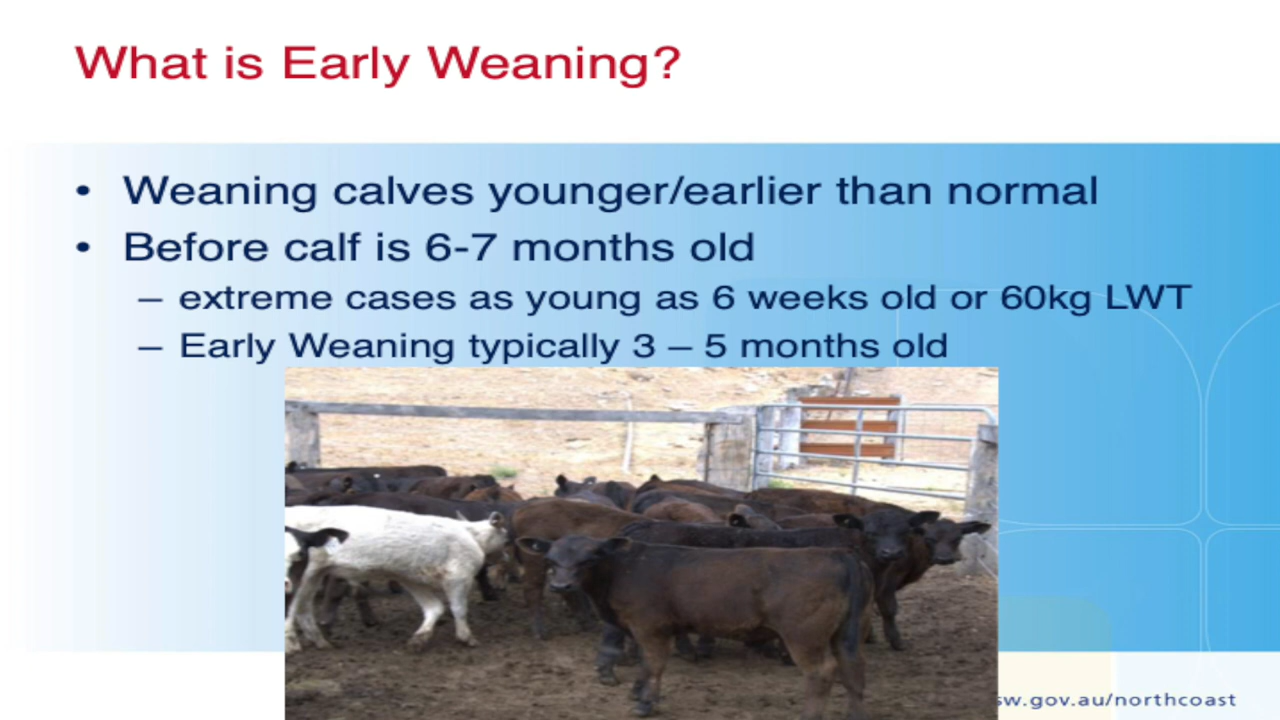 What is Early Weaning?
• Weaning calves younger/earlier than normal
• Before calf is 6-7 months old
– extreme cases as young as 6 weeks old or 60kg LWT
– Early Weaning typically 3 – 5 months old
sw.gov.au/northcoast